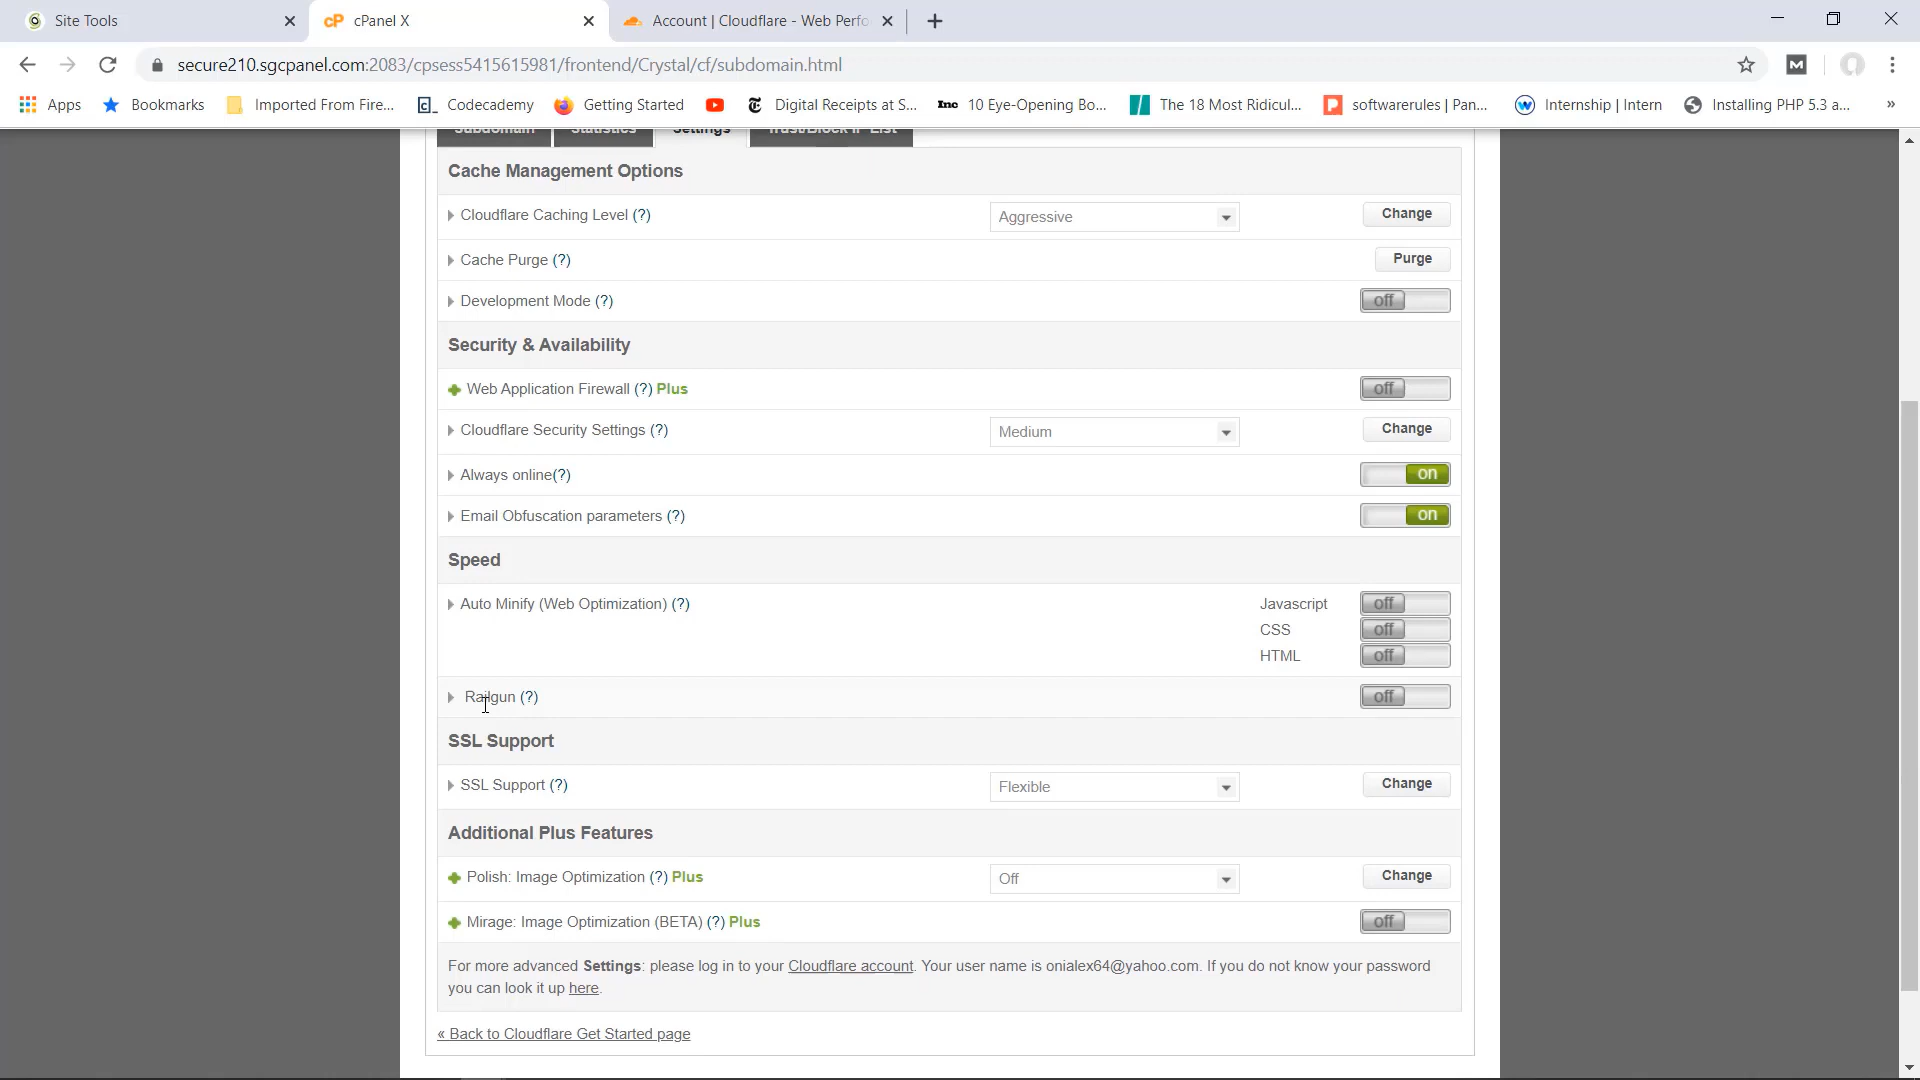 Site Tools
cPanel X
Account | Cloudflare - Web Perfo
secure210.sgcpanel.com:2083/cpsess5415615981/frontend/Crystal/cf/subdomain.html
M
Apps
Bookmarks
Imported From Fire...
Codecademy
Getting Started
Digital Receipts at S...
Inc 10 Eye-Opening Bo...
The 18 Most Ridicul...
softwarerules | Pan...
Internship | Intern
Installing PHP 5.3 a...
»
Subdomain
Statistics
Settings
Trust/Block IP List
Cache Management Options
Cloudflare Caching Level (?)
Aggressive
Change
Cache Purge (?)
Purge
Development Mode (?)
off
Security & Availability
Web Application Firewall (?) Plus
off
Cloudflare Security Settings (?)
Medium
Change
Always online(?)
on
Email Obfuscation parameters (?)
on
Speed
Auto Minify (Web Optimization) (?)
Javascript
off
CSS
off
HTML
off
Railgun (?)
off
SSL Support
SSL Support (?)
Flexible
Change
Additional Plus Features
Polish: Image Optimization (?) Plus
Off
Change
Mirage: Image Optimization (BETA) (?) Plus
off
For more advanced Settings: please log in to your Cloudflare account. Your user name is onialex64@yahoo.com. If you do not know your password
you can look it up here.
« Back to Cloudflare Get Started page